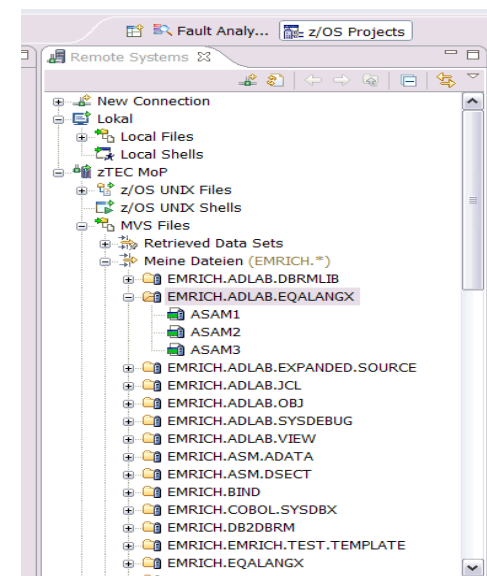 Fault Analy... z/OS Projects
Remote Systems
New Connection
Lokal
Local Files
Local Shells
zTEC MoP
z/OS UNIX Files
z/OS UNIX Shells
MVS Files
Retrieved Data Sets
Meine Dateien (EMRICH.*)
EMRICH.ADLAB.DBRMLIB
EMRICH.ADLAB.EQALANGX
ASAM1
ASAM2
ASAM3
EMRICH.ADLAB.EXPANDED.SOURCE
EMRICH.ADLAB.JCL
EMRICH.ADLAB.OBJ
EMRICH.ADLAB.SYSDEBUG
EMRICH.ADLAB.VIEW
EMRICH.ASM.ADATA
EMRICH.ASM.DSECT
EMRICH.BIND
EMRICH.COBOL.SYSDBX
EMRICH.DB2DBRM
EMRICH.EMRICH.TEST.TEMPLATE
EMRICH.EQALANGX